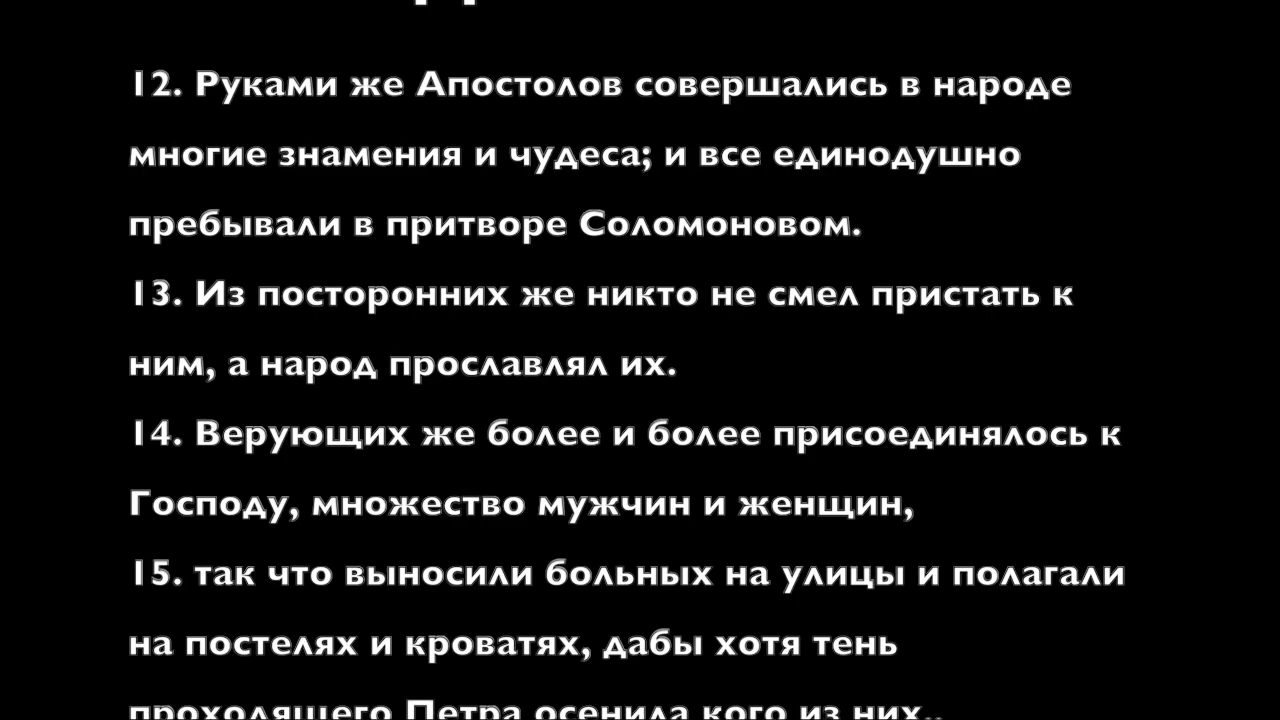 12. Руками же Апостолов совершались в народе
многие знамения и чудеса; и все единодушно
пребывали в притворе Соломоновом.
13. Из посторонних же никто не смел пристать к
ним, а народ прославлял их.
14. Верующих же более и более присоединялось к
Господу, множество мужчин и женщин,
15. так что выносили больных на улицы и полагали
на постелях и кроватях, дабы хотя тень
проходящего Петра осенила кого из них..